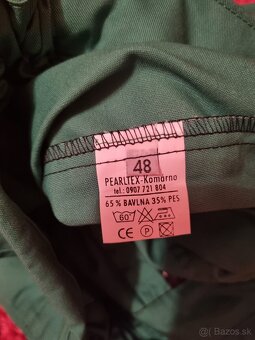 48
PEARLTEX-Komárno
tel.: 0907 721 804
65% BAVLNA 35% PES
60
CE P
© Bazos.sk